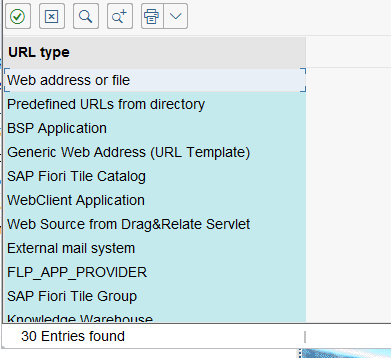 URL type
Web address or file
Predefined URLs from directory
BSP Application
Generic Web Address (URL Template)
SAP Fiori Tile Catalog
WebClient Application
Web Source from Drag&Relate Servlet
External mail system
FLP_APP_PROVIDER
SAP Fiori Tile Group
Knowledge Warehouse
30 Entries found